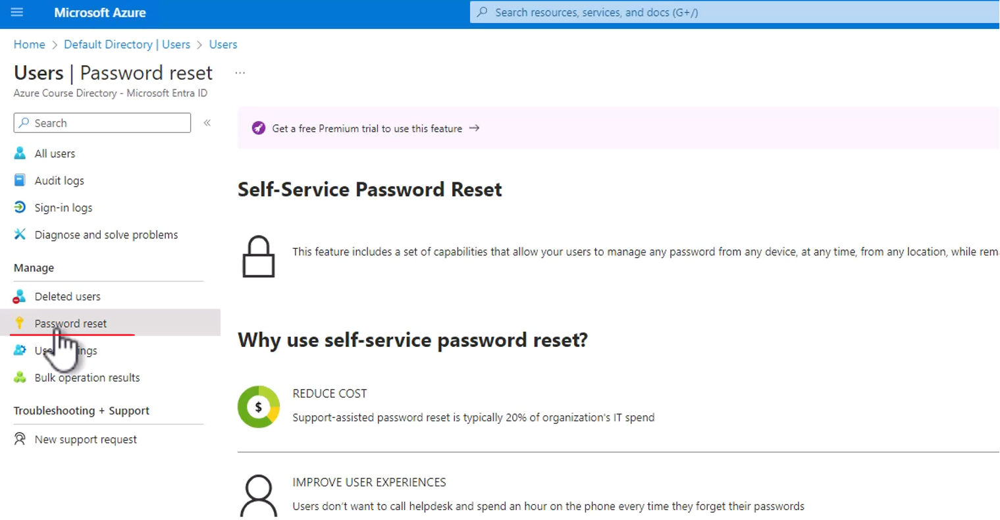 Microsoft Azure
Search resources, services, and docs (G+/)
Home > Default Directory | Users > Users
Users | Password reset ...
Azure Course Directory - Microsoft Entra ID
Search «
Get a free Premium trial to use this feature →
All users
Audit logs
Sign-in logs
Diagnose and solve problems
Manage
Deleted users
Password reset
Bulk operation results
Troubleshooting + Support
New support request
Self-Service Password Reset
This feature includes a set of capabilities that allow your users to manage any password from any device, at any time, from any location, while
Why use self-service password reset?
$
REDUCE COST
Support-assisted password reset is typically 20% of organization's IT spend
IMPROVE USER EXPERIENCES
Users don't want to call helpdesk and spend an hour on the phone every time they forget their passwords